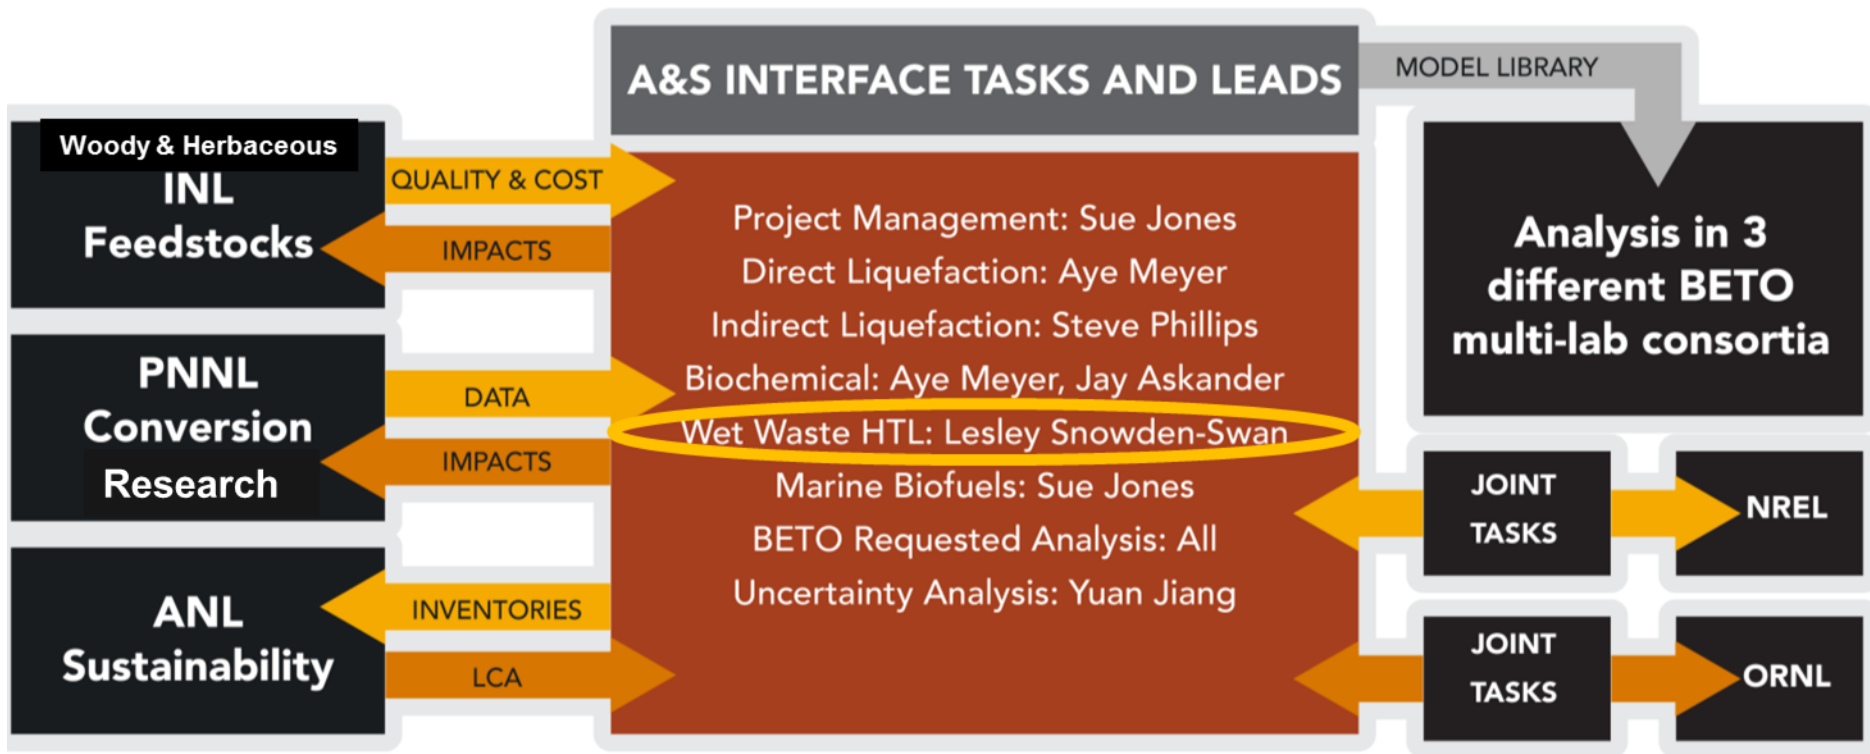 A&S INTERFACE TASKS AND LEADS
MODEL LIBRARY
Woody & Herbaceous
INL
Feedstocks
QUALITY & COST
IMPACTS
PNNL
Conversion
Research
DATA
IMPACTS
ANL
Sustainability
INVENTORIES
LCA
Project Management: Sue Jones
Direct Liquefaction: Aye Meyer
Indirect Liquefaction: Steve Phillips
Biochemical: Aye Meyer, Jay Askander
Wet Waste HTL: Lesley Snowden-Swan
Marine Biofuels: Sue Jones
BETO Requested Analysis: All
Uncertainty Analysis: Yuan Jiang
Analysis in 3
different BETO
multi-lab consortia
JOINT
TASKS
NREL
JOINT
TASKS
ORNL